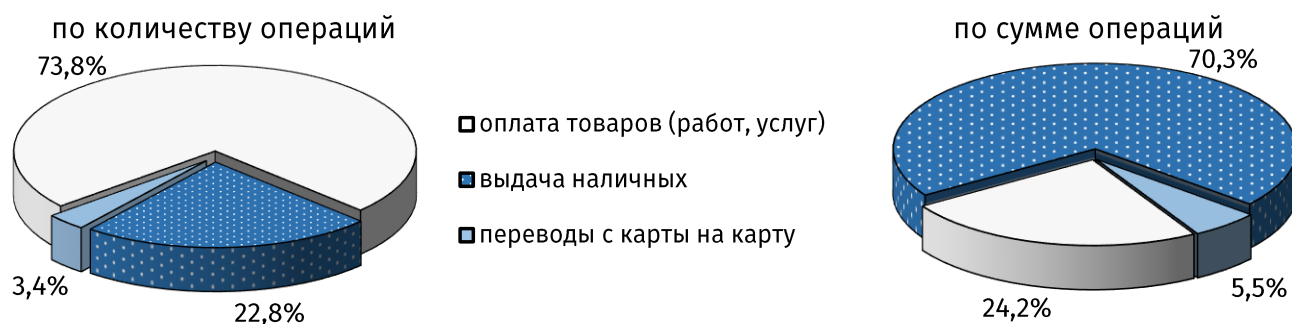 по количеству операций
73,8%
3,4%
22,8%
оплата товаров (работ, услуг)
выдача наличных
переводы с карты на карту
по сумме операций
70,3%
24,2%
5,5%